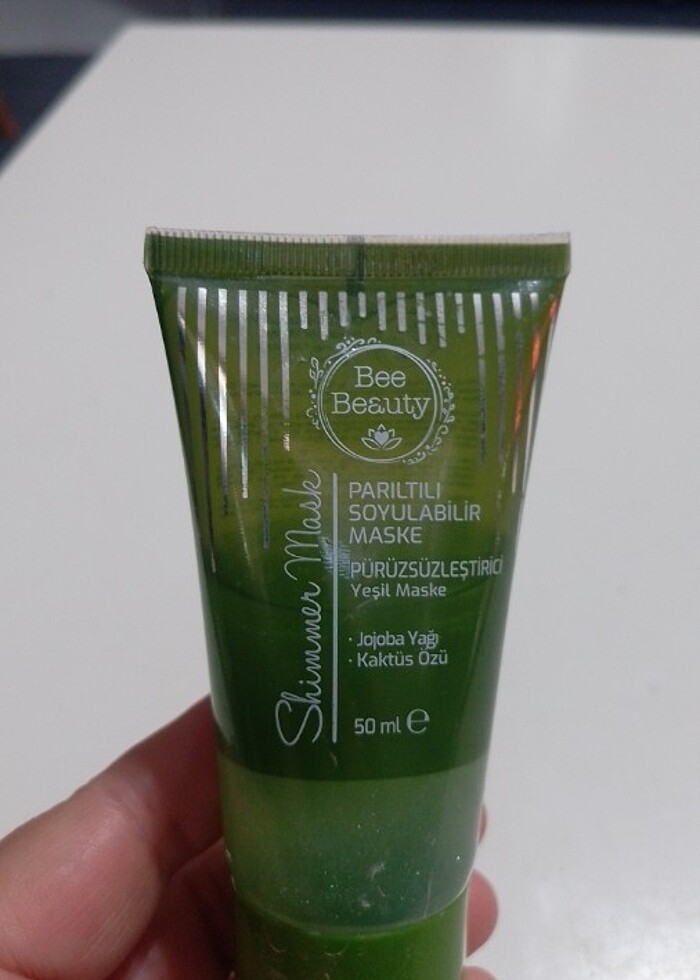 Bee
Beauty
Shimmer Mask
PARILTILI
SOYULABİLİR
MASKE
PÜRÜZSÜZLEŞTİRİCİ
Yeşil Maske
· Jojoba Yağı
· Kaktüs Özü
50 ml ℮